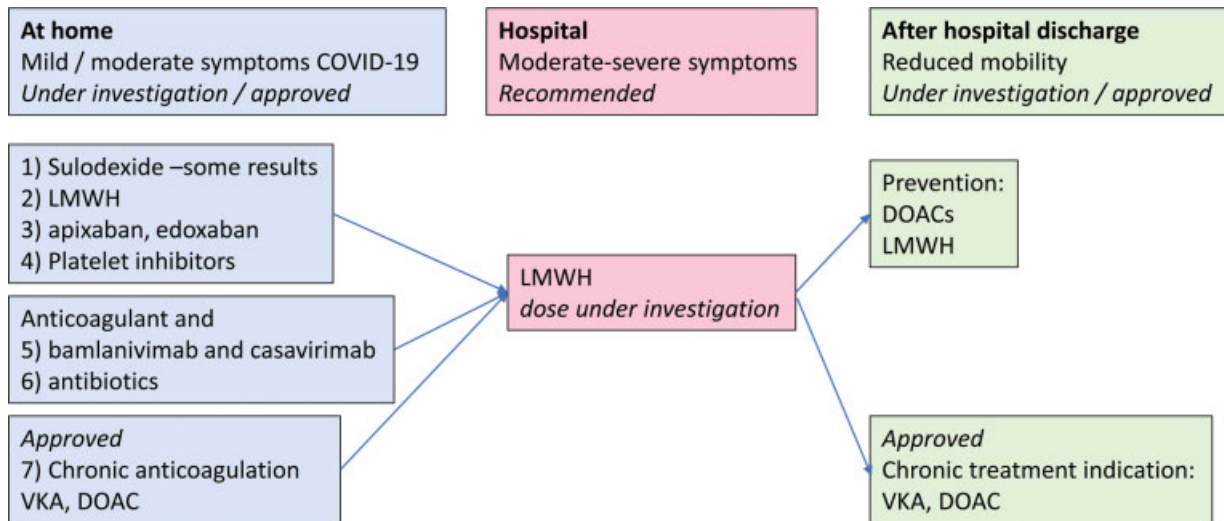 At home
Mild / moderate symptoms COVID-19
Under investigation / approved
Hospital
Moderate-severe symptoms
Recommended
After hospital discharge
Reduced mobility
Under investigation / approved
1) Sulodexide –some results
2) LMWH
3) apixaban, edoxaban
4) Platelet inhibitors
Anticoagulant and
5) bamlanivimab and casavirimab
6) antibiotics
Approved
7) Chronic anticoagulation
VKA, DOAC
LMWH
dose under investigation
Prevention:
DOACs
LMWH
Approved
Chronic treatment indication:
VKA, DOAC